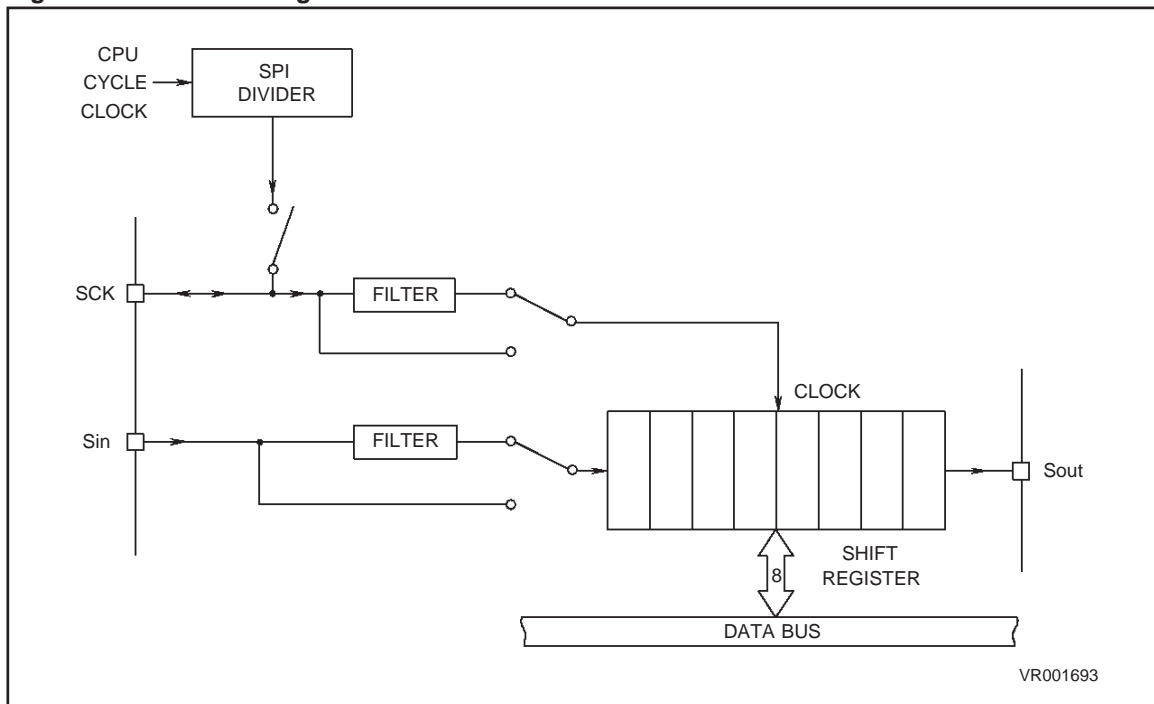 CPU
CYCLE
CLOCK
SPI
DIVIDER
SCK
FILTER
CLOCK
Sin
FILTER
Sout
SHIFT
REGISTER
8
DATA BUS
VR001693